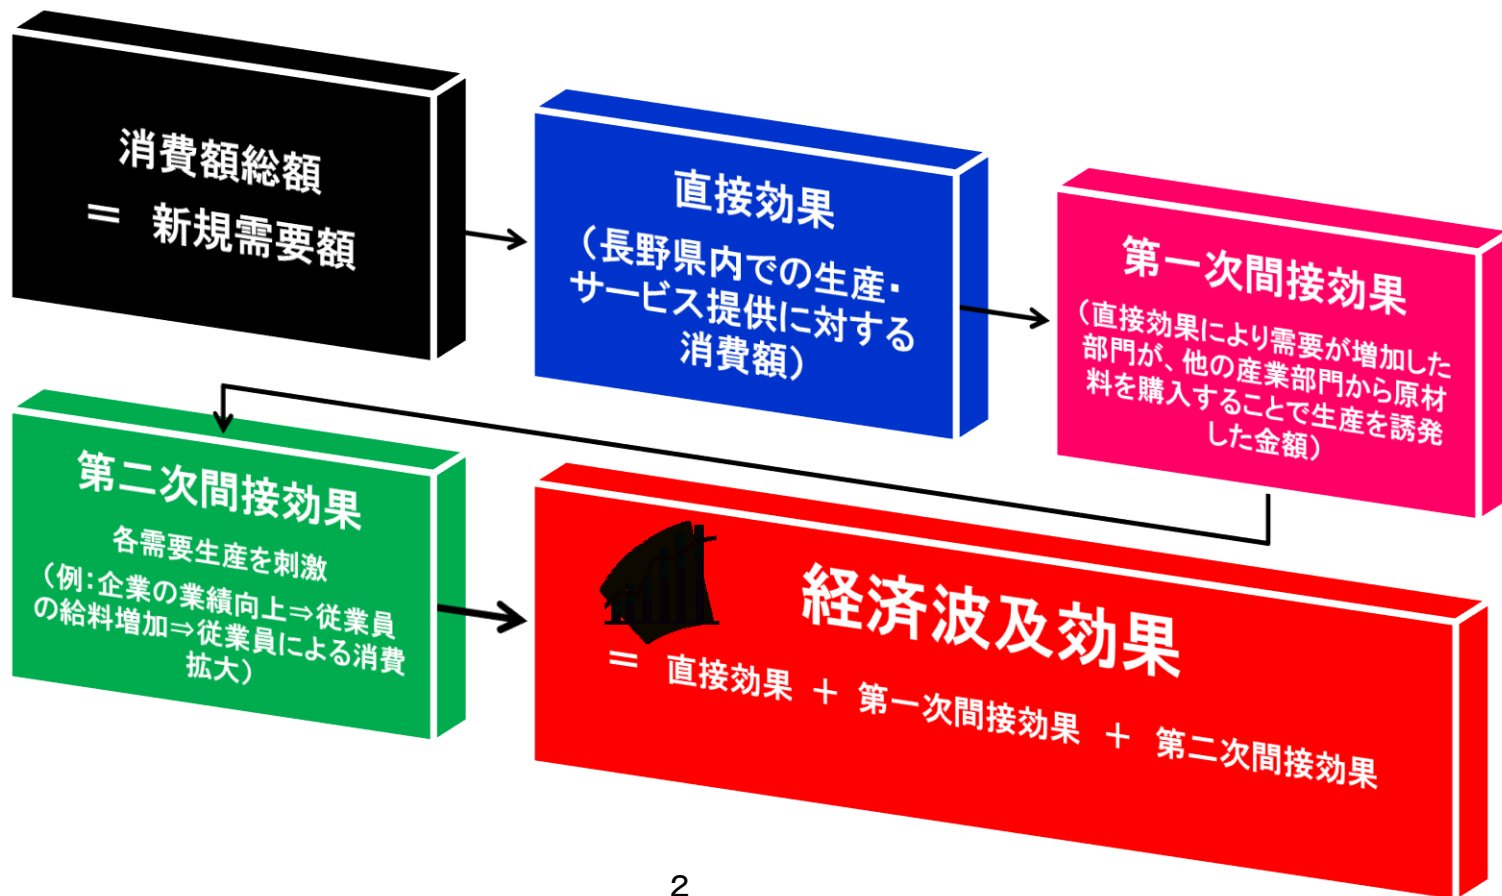 消費額総額
＝ 新規需要額
直接効果
（長野県内での生産・
サービス提供に対する
消費額）
第一次間接効果
（直接効果により需要が増加した
部門が、他の産業部門から原材
料を購入することで生産を誘発
した金額）
第二次間接効果
各需要生産を刺激
（例：企業の業績向上⇒従業員
の給料増加⇒従業員による消費
拡大）
経済波及効果
＝ 直接効果 ＋ 第一次間接効果 ＋ 第二次間接効果
2